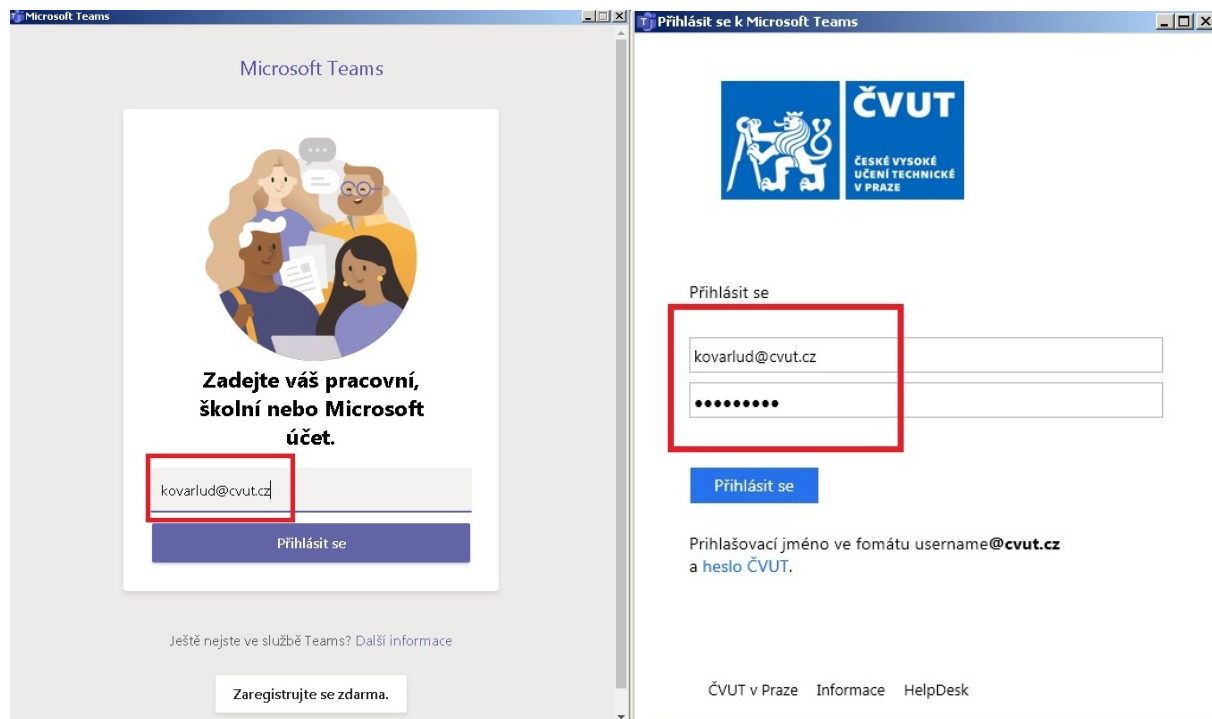 Microsoft Teams
Microsoft Teams
Zadejte váš pracovní,
školní nebo Microsoft
účet.
kovarlud@cvut.cz
Přihlásit se
Ještě nejste ve službě Teams? Další informace
Zaregistrujte se zdarma.
Přihlásit se k Microsoft Teams
ČVUT
ČESKÉ VYSOKÉ
UČENÍ TECHNICKÉ
V PRAZE
Přihlásit se
kovarlud@cvut.cz
•••••••••
Přihlásit se
Prihlašovací jméno ve fomátu username@cvut.cz
a heslo ČVUT.
ČVUT v Praze Informace HelpDesk